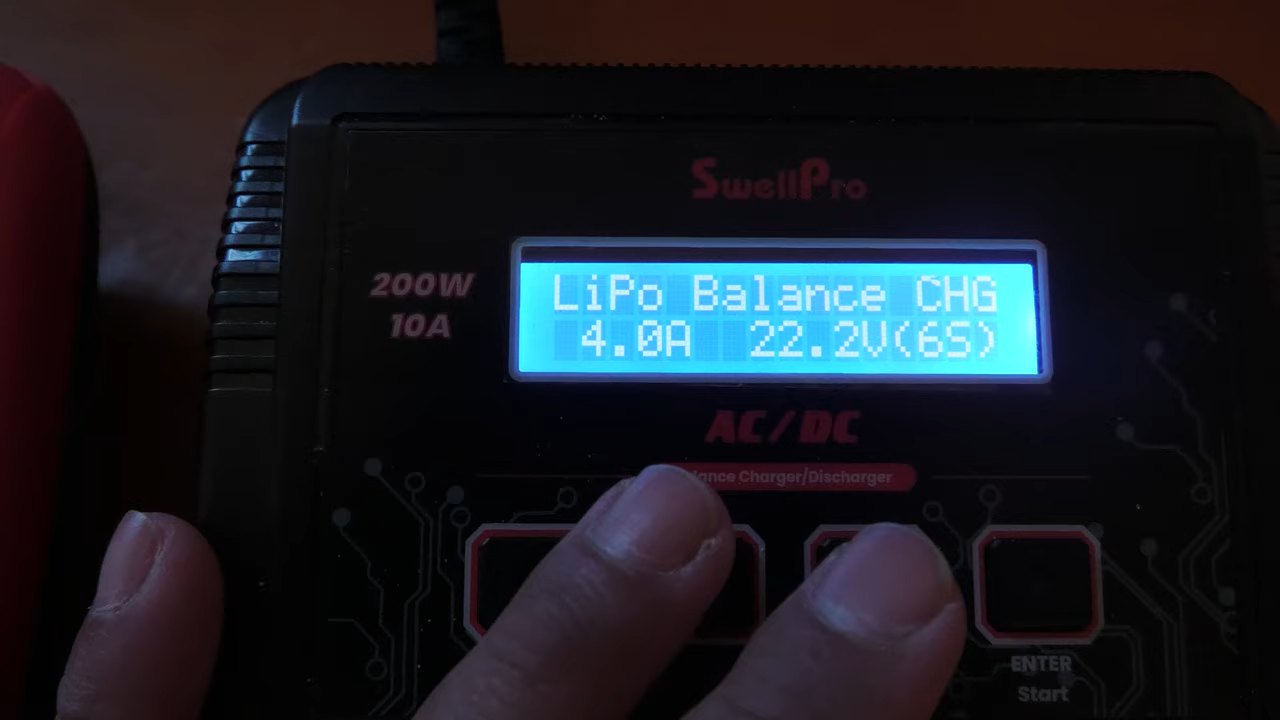 SwellPro
200W
10A
LiPo Balance CHG
4.0A 22.2V(6S)
AC/DC
Charger/Discharger
ENTER
Start